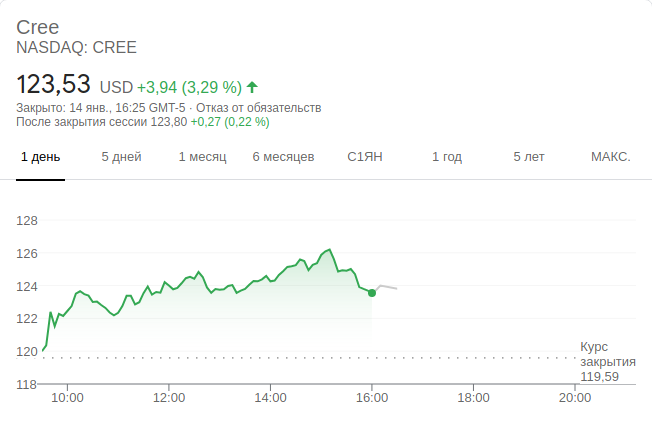 Cree
NASDAQ: CREE
123,53 USD +3,94 (3,29 %)
Закрыто: 14 янв., 16:25 GMT-5 · Отказ от обязательств
После закрытия сессии 123,80 +0,27 (0,22 %)
1 день 5 дней 1 месяц 6 месяцев С1ЯН 1 год 5 лет МАКС.
128
126
124
122
120
118
Курс
закрытия
119,59
10:00 12:00 14:00 16:00 18:00 20:00